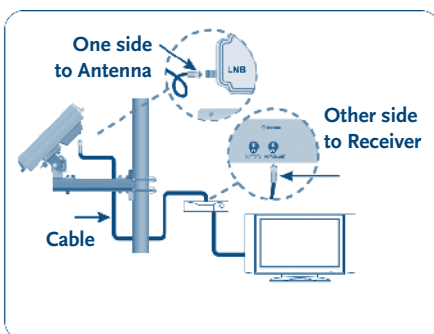 One side
to Antenna
LNB
Other side
to Receiver
Cable